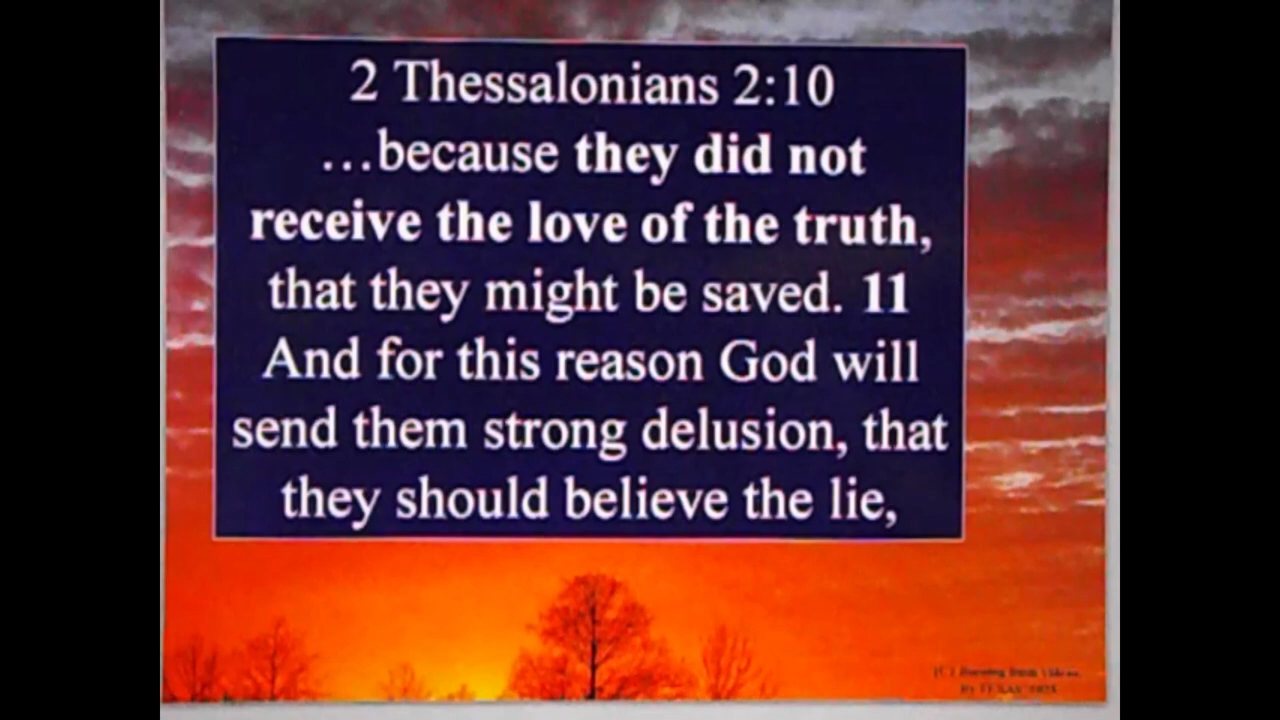 2 Thessalonians 2:10
...because they did not
receive the love of the truth,
that they might be saved. 11
And for this reason God will
send them strong delusion, that
they should believe the lie,